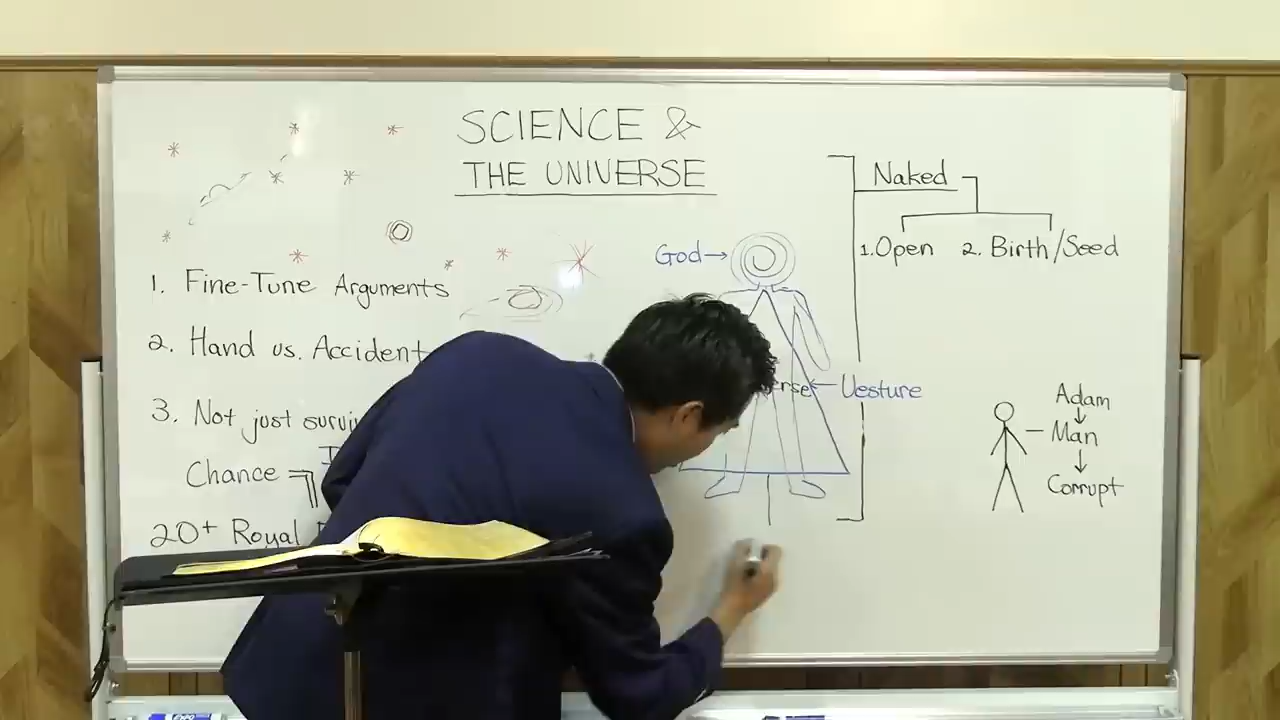 SCIENCE &
THE UNIVERSE
1. Fine-Tune Arguments
2. Hand vs. Accident
3. Not just
Chance
20+ Royal
God
Vesture
Naked
1. Open 2. Birth/Seed
Adam
Man
Corrupt
EXPO